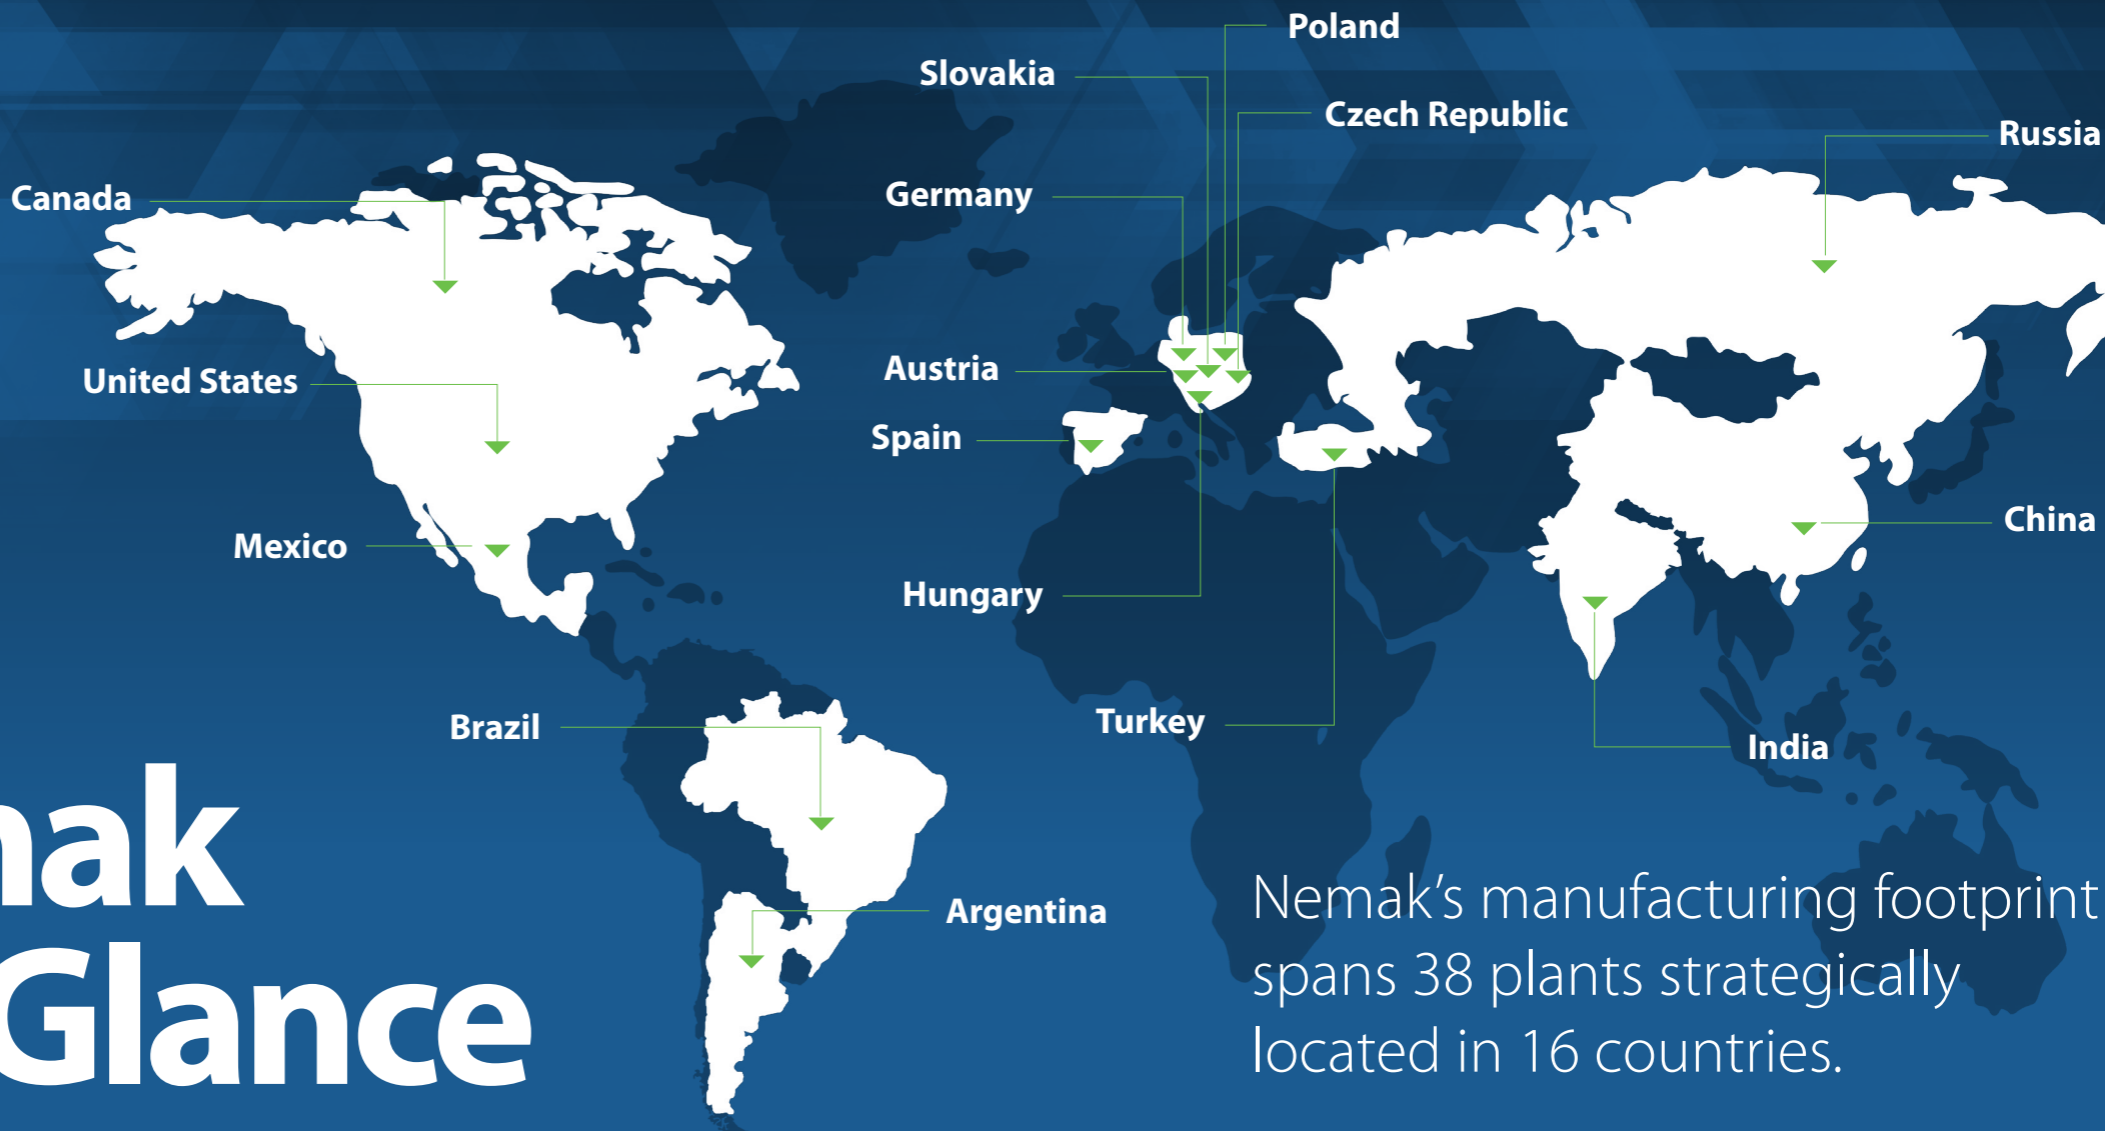 Poland
Slovakia
Czech Republic
Russia
Germany
Canada
Austria
United States
Spain
China
Mexico
Hungary
Turkey
Brazil
India
Argentina
mak
Glance
Nemak’s manufacturing footprint
spans 38 plants strategically
located in 16 countries.